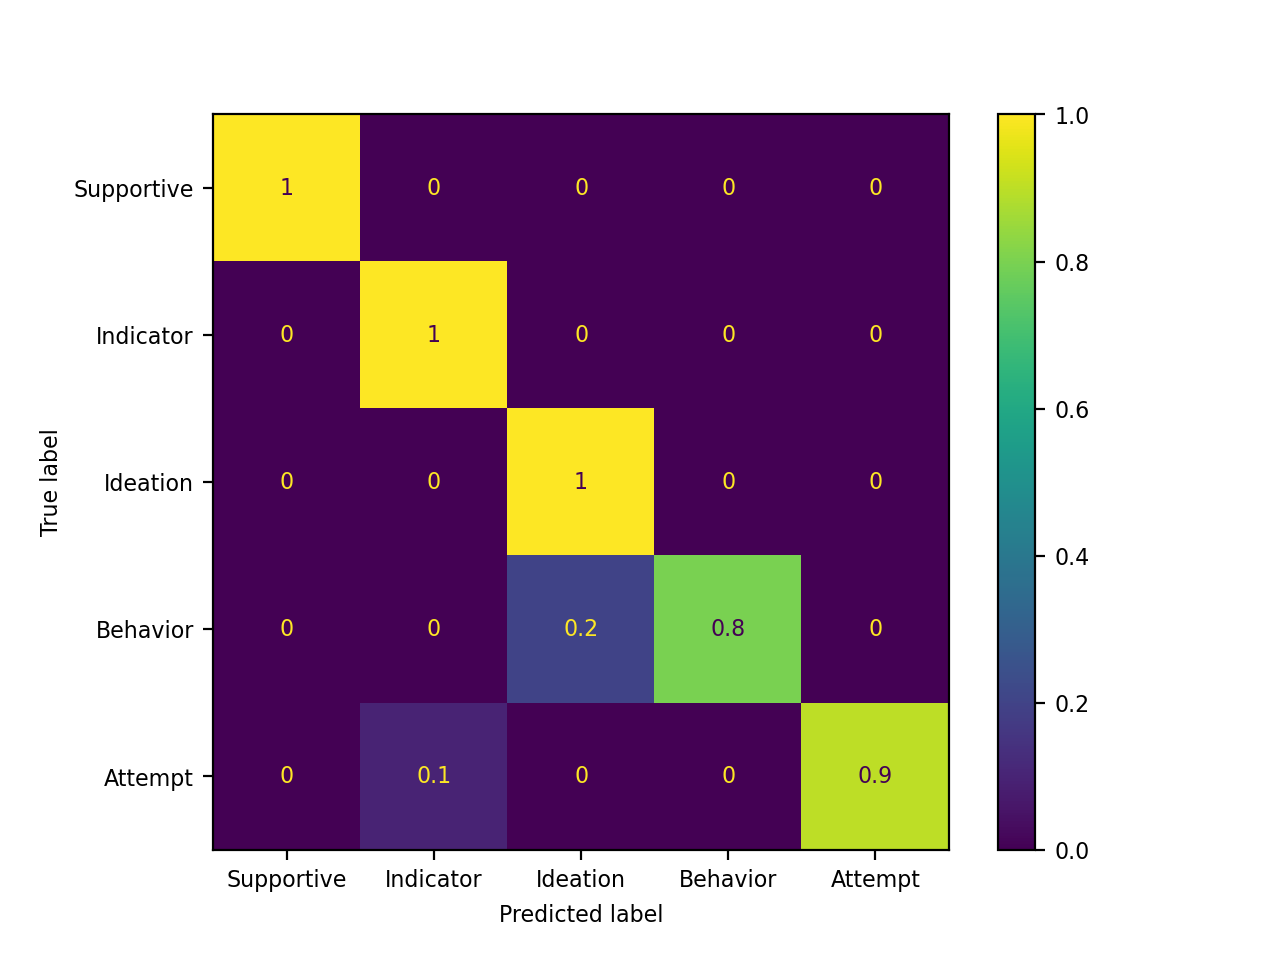 1.0
Supportive 1 0 0 0 0
0.8
Indicator 0 1 0 0 0
0.6
Ideation 0 0 1 0 0
0.4
Behavior 0 0 0.2 0.8 0
0.2
Attempt 0 0.1 0 0 0.9
0.0
Supportive Indicator Ideation Behavior Attempt
Predicted label
True label